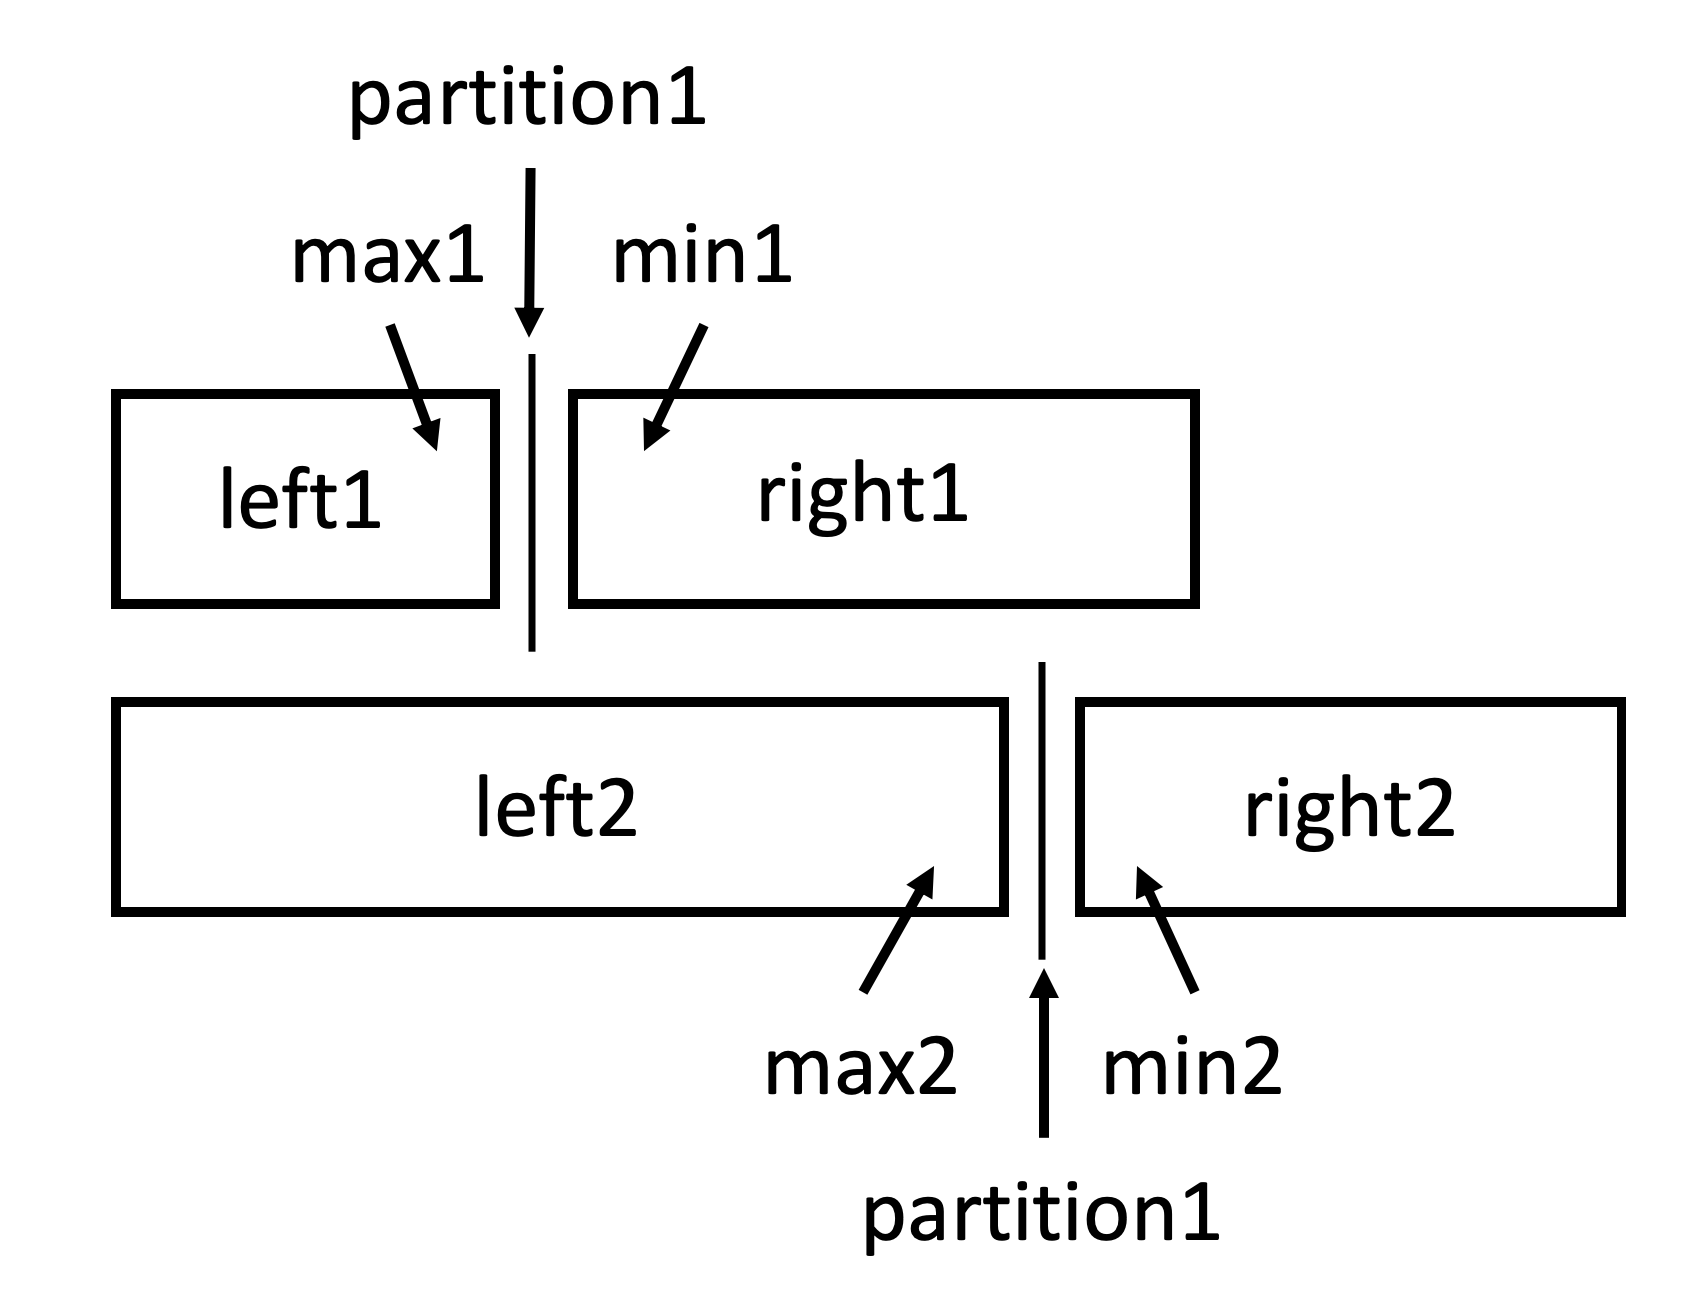 partition1
max1 min1
left1 right1
left2 right2
max2 min2
partition1